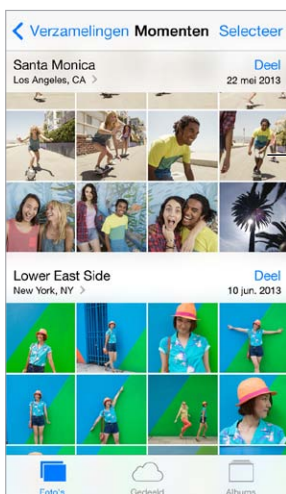 Verzamelingen Momenten Selecteer
Santa Monica Deel
Los Angeles, CA > 22 mei 2013
Lower East Side Deel
New York, NY > 10 jun. 2013
Foto's Gedeeld Albums